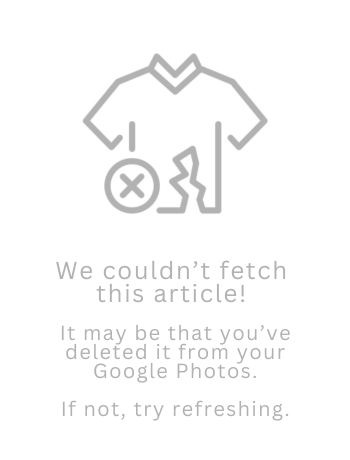 We couldn’t fetch
this article!
It may be that you’ve
deleted it from your
Google Photos.
If not, try refreshing.